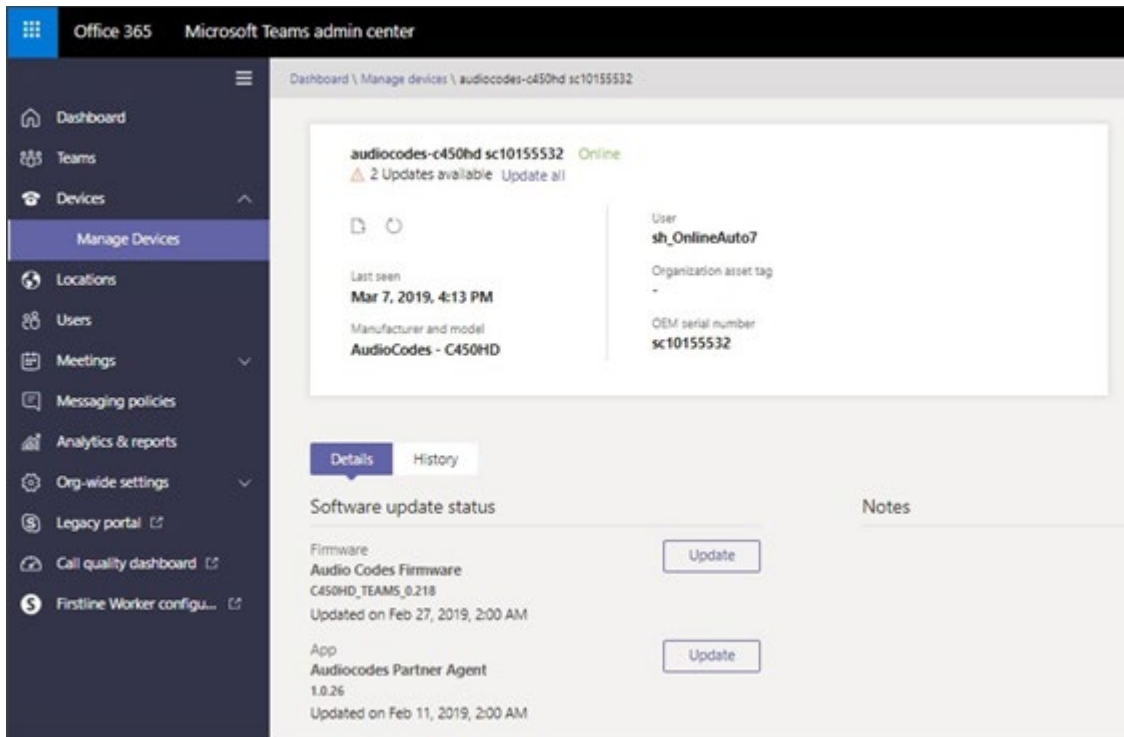 Office 365 Microsoft Teams admin center
Dashboard \ Manage devices \ audiocodes-c450hd sc10155532
Dashboard
Teams
Devices
Manage Devices
Locations
Users
Meetings
Messaging policies
Analytics & reports
Org-wide settings
Legacy portal
Call quality dashboard
Firstline Worker configu...
audiocodes-c450hd sc10155532 Online
2 Updates available Update all
Last seen
Mar 7, 2019, 4:13 PM
Manufacturer and model
AudioCodes - C450HD
User
sh_OnlineAuto7
Organization asset tag
-
OEM serial number
sc10155532
Details History
Software update status
Firmware
Audio Codes Firmware
C450HD_TEAMS_0.218
Updated on Feb 27, 2019, 2:00 AM
Update
App
Audiocodes Partner Agent
1.0.26
Updated on Feb 11, 2019, 2:00 AM
Update
Notes